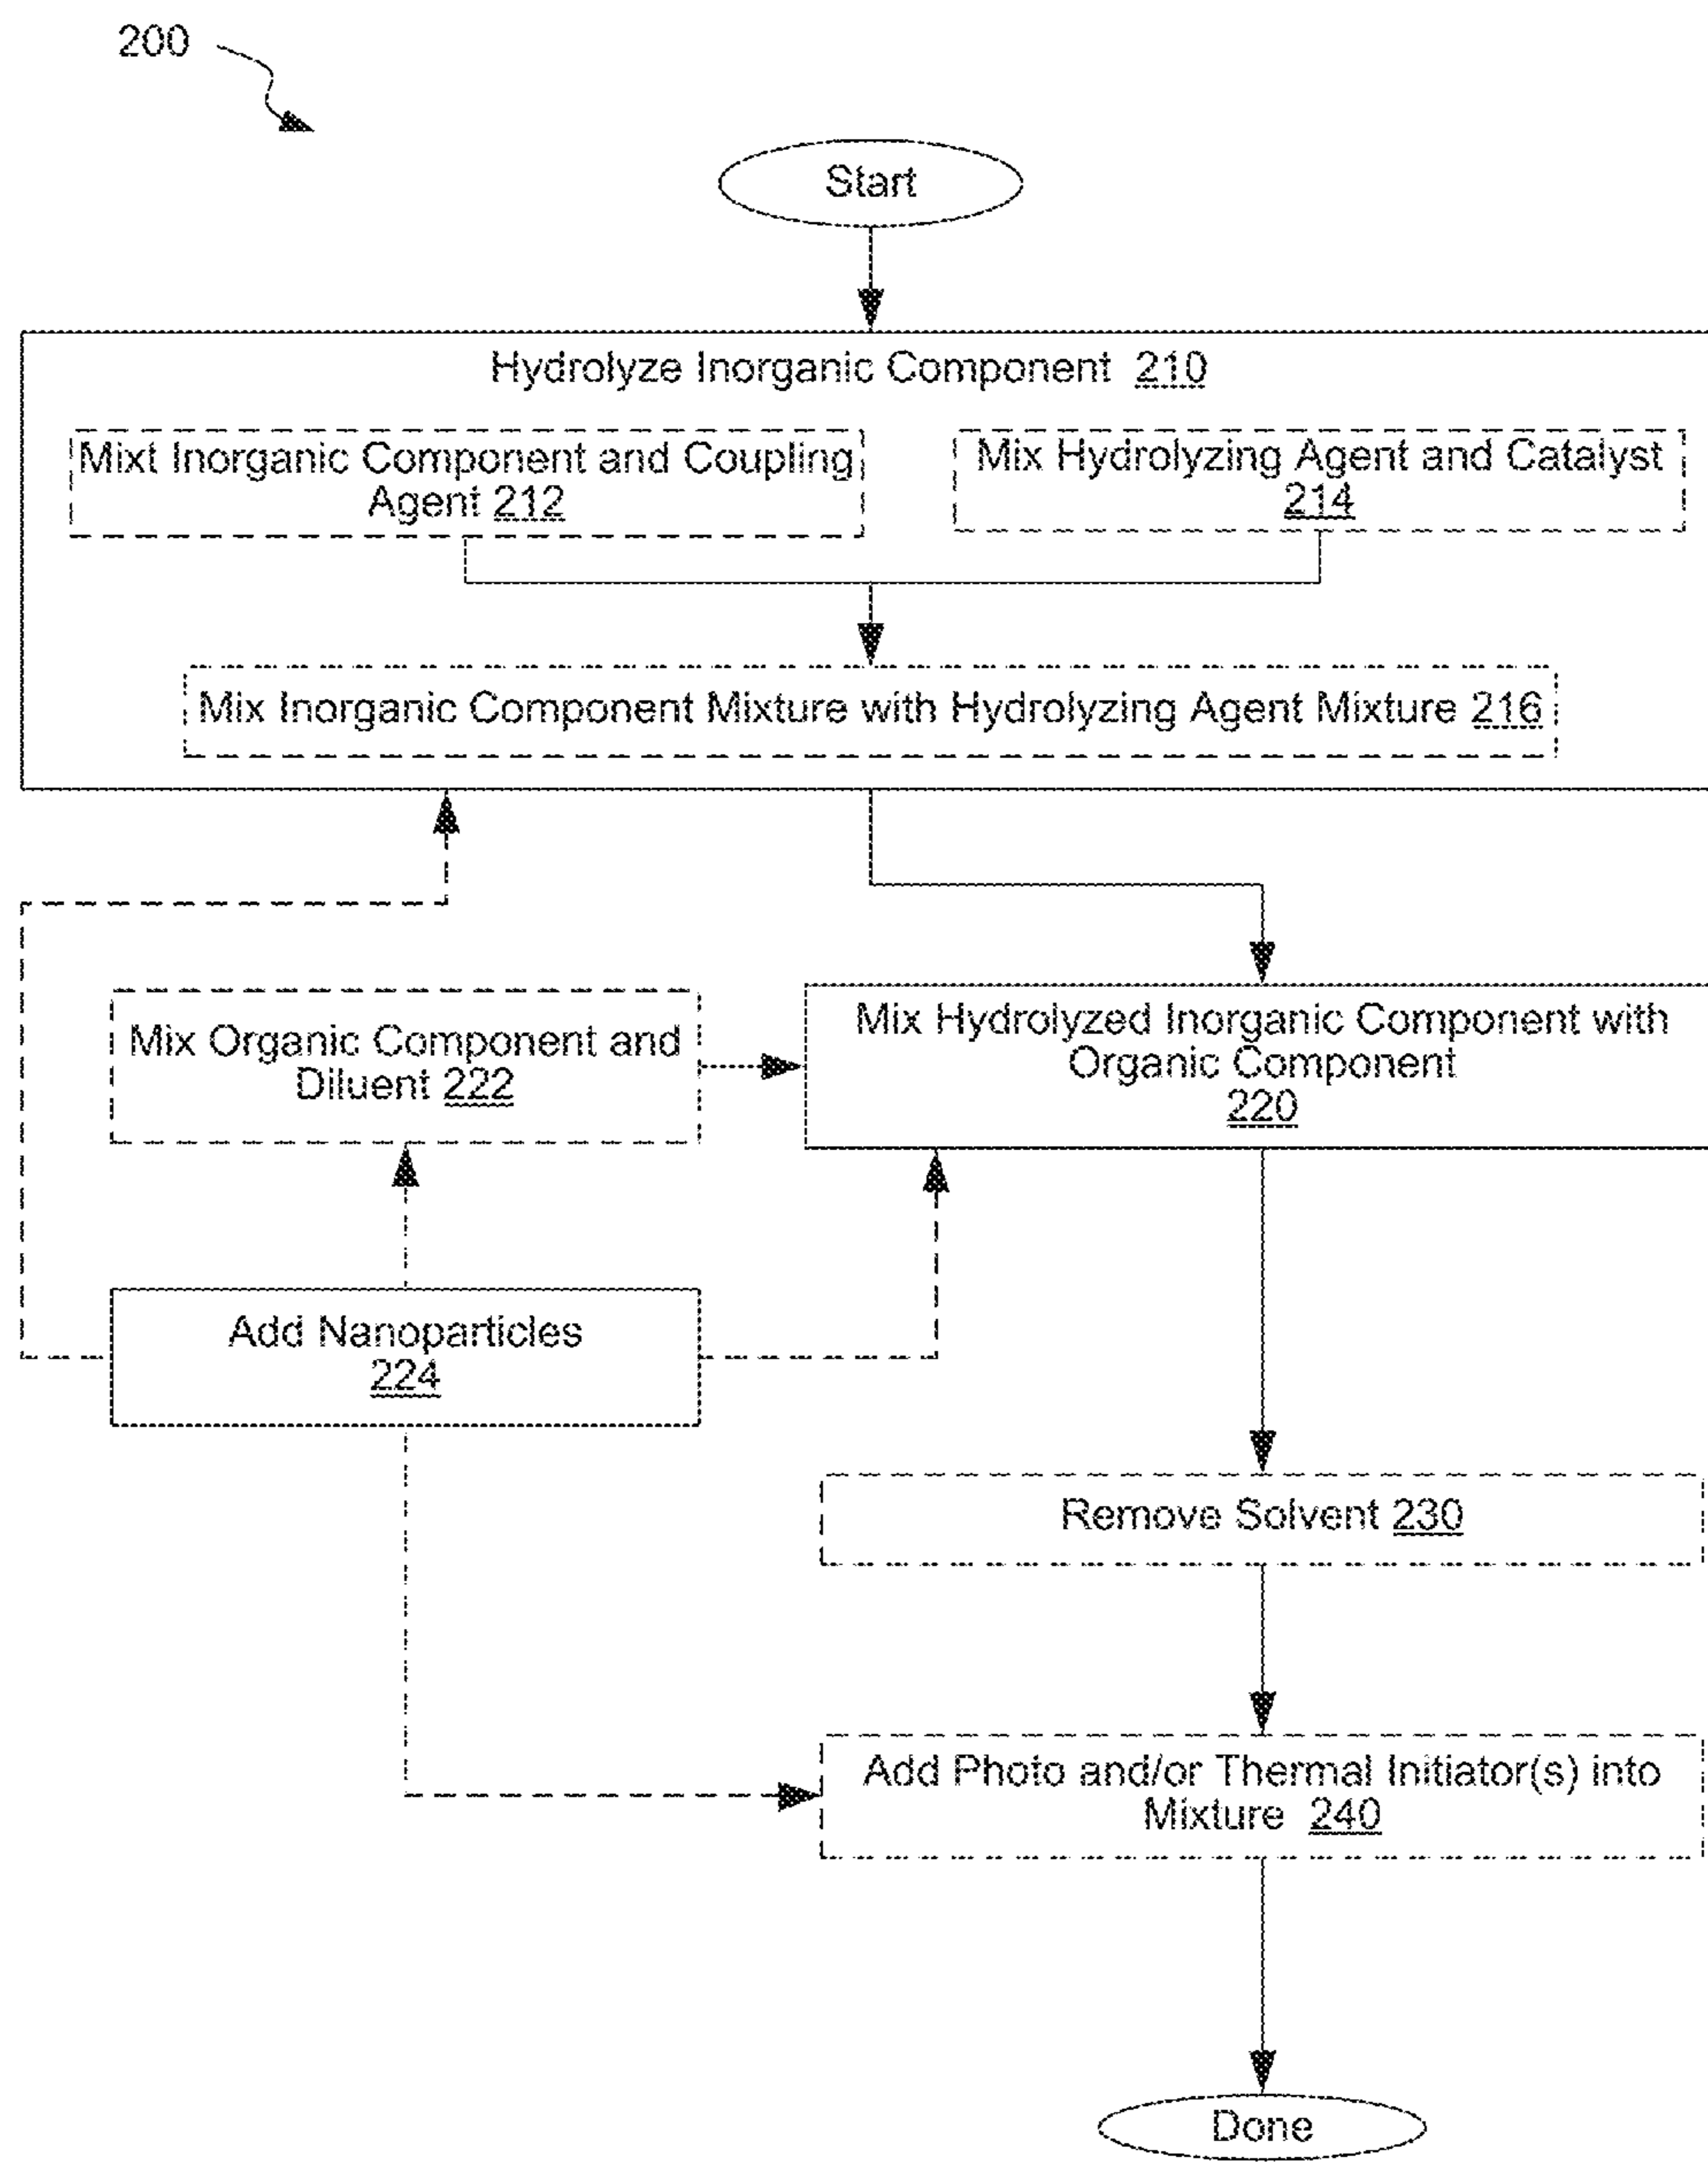 200
Start
Hydrolyze Inorganic Component 210
Mixt Inorganic Component and Coupling
Agent 212
Mix Hydrolyzing Agent and Catalyst
214
Mix Inorganic Component Mixture with Hydrolyzing Agent Mixture 216
Mix Organic Component and
Diluent 222
Mix Hydrolyzed Inorganic Component with
Organic Component
220
Add Nanoparticles
224
Remove Solvent 230
Add Photo and/or Thermal Initiator(s) into
Mixture 240
Done